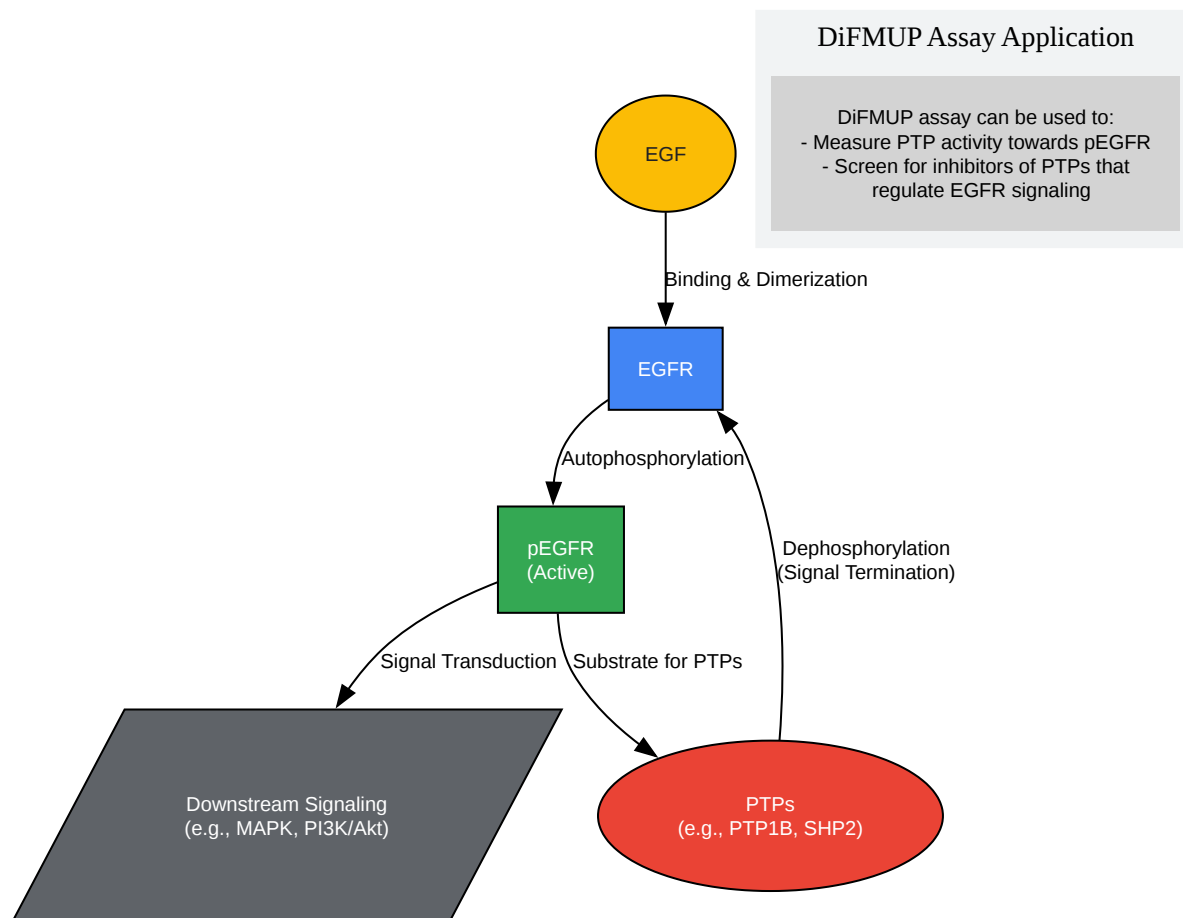 DiFMUP Assay Application
DiFMUP assay can be used to:
- Measure PTP activity towards pEGFR
- Screen for inhibitors of PTPs that
regulate EGFR signaling
EGF
Binding & Dimerization
EGFR
Autophosphorylation
pEGFR
(Active)
Dephosphorylation
(Signal Termination)
Signal Transduction
Substrate for PTPs
Downstream Signaling
(e.g., MAPK, PI3K/Akt)
PTPs
(e.g., PTP1B, SHP2)